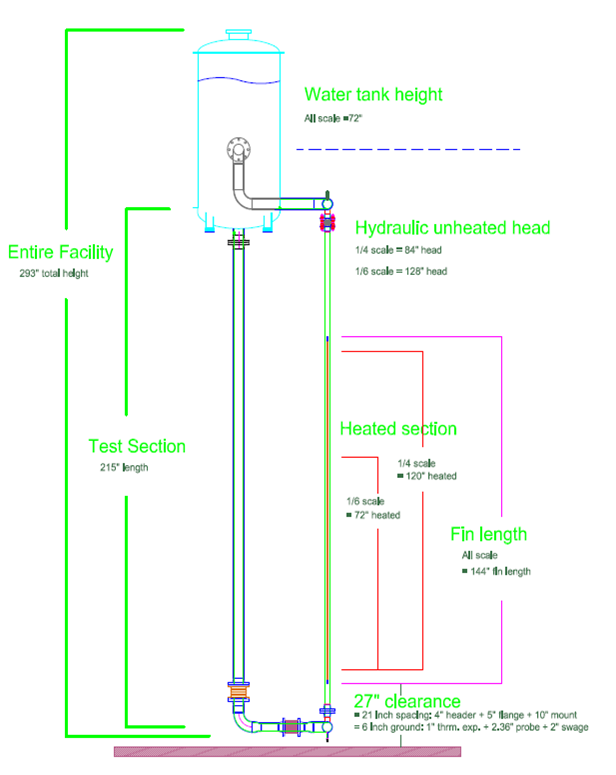 Water tank height
All scale =72"
Hydraulic unheated head
1/4 scale = 84" head
1/6 scale = 128" head
Entire Facility
293" total height
Heated section
1/4 scale
= 120" heated
Test Section
215" length
1/6 scale
= 72" heated
Fin length
All scale
= 144" fin length
27" clearance
= 21 inch spacing: 4" header + 5" flange + 10" mount
= 6 inch ground: 1" thrm. exp. + 2.36" probe + 2" swage